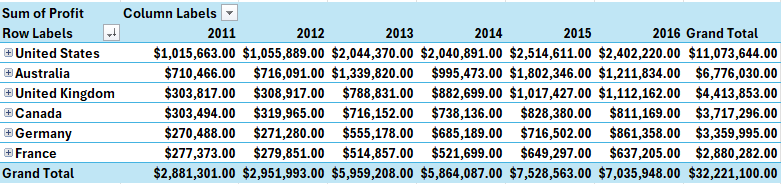 Sum of Profit Column Labels
Row Labels 2011 2012 2013 2014 2015 2016 Grand Total
United States $1,015,663.00 $1,055,889.00 $2,044,370.00 $2,040,891.00 $2,514,611.00 $2,402,220.00 $11,073,644.00
Australia $710,466.00 $716,091.00 $1,339,820.00 $995,473.00 $1,802,346.00 $1,211,834.00 $6,776,030.00
United Kingdom $303,817.00 $308,917.00 $788,831.00 $882,699.00 $1,017,427.00 $1,112,162.00 $4,413,853.00
Canada $303,494.00 $319,965.00 $716,152.00 $738,136.00 $828,380.00 $811,169.00 $3,717,296.00
Germany $270,488.00 $271,280.00 $555,178.00 $685,189.00 $716,502.00 $861,358.00 $3,359,995.00
France $277,373.00 $279,851.00 $514,857.00 $521,699.00 $649,297.00 $637,205.00 $2,880,282.00
Grand Total $2,881,301.00 $2,951,993.00 $5,959,208.00 $5,864,087.00 $7,528,563.00 $7,035,948.00 $32,221,100.00